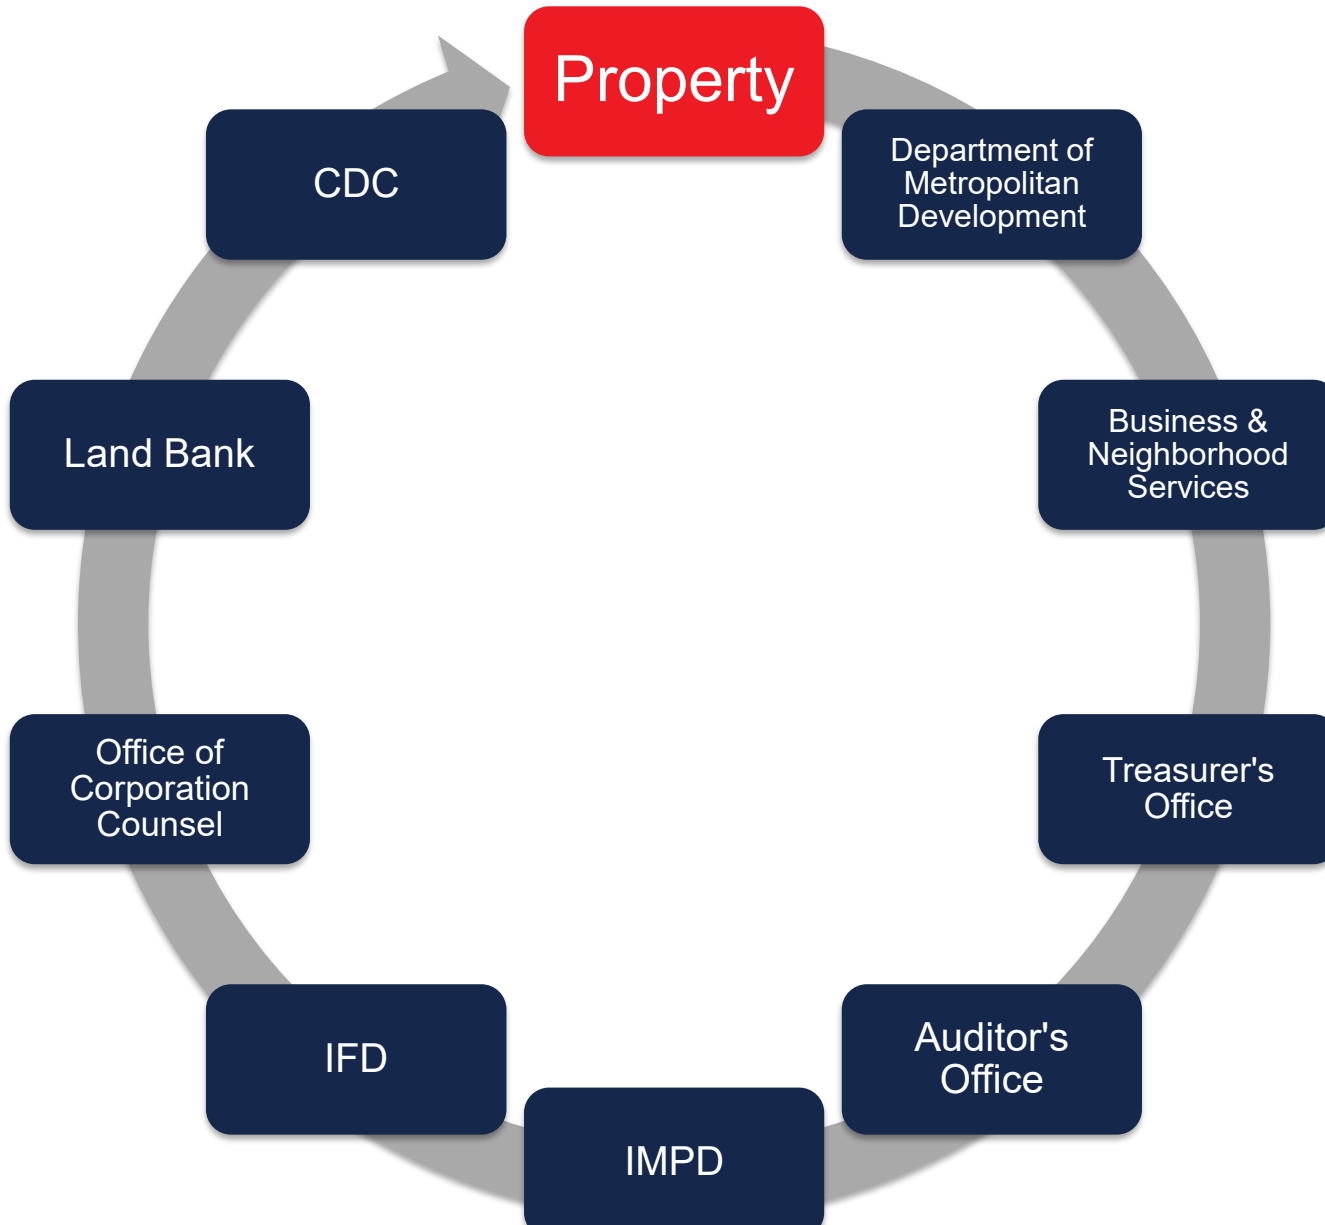 Property
Department of
Metropolitan
Development
Business &
Neighborhood
Services
Treasurer's
Office
Auditor's
Office
IMPD
IFD
Office of
Corporation
Counsel
Land Bank
CDC